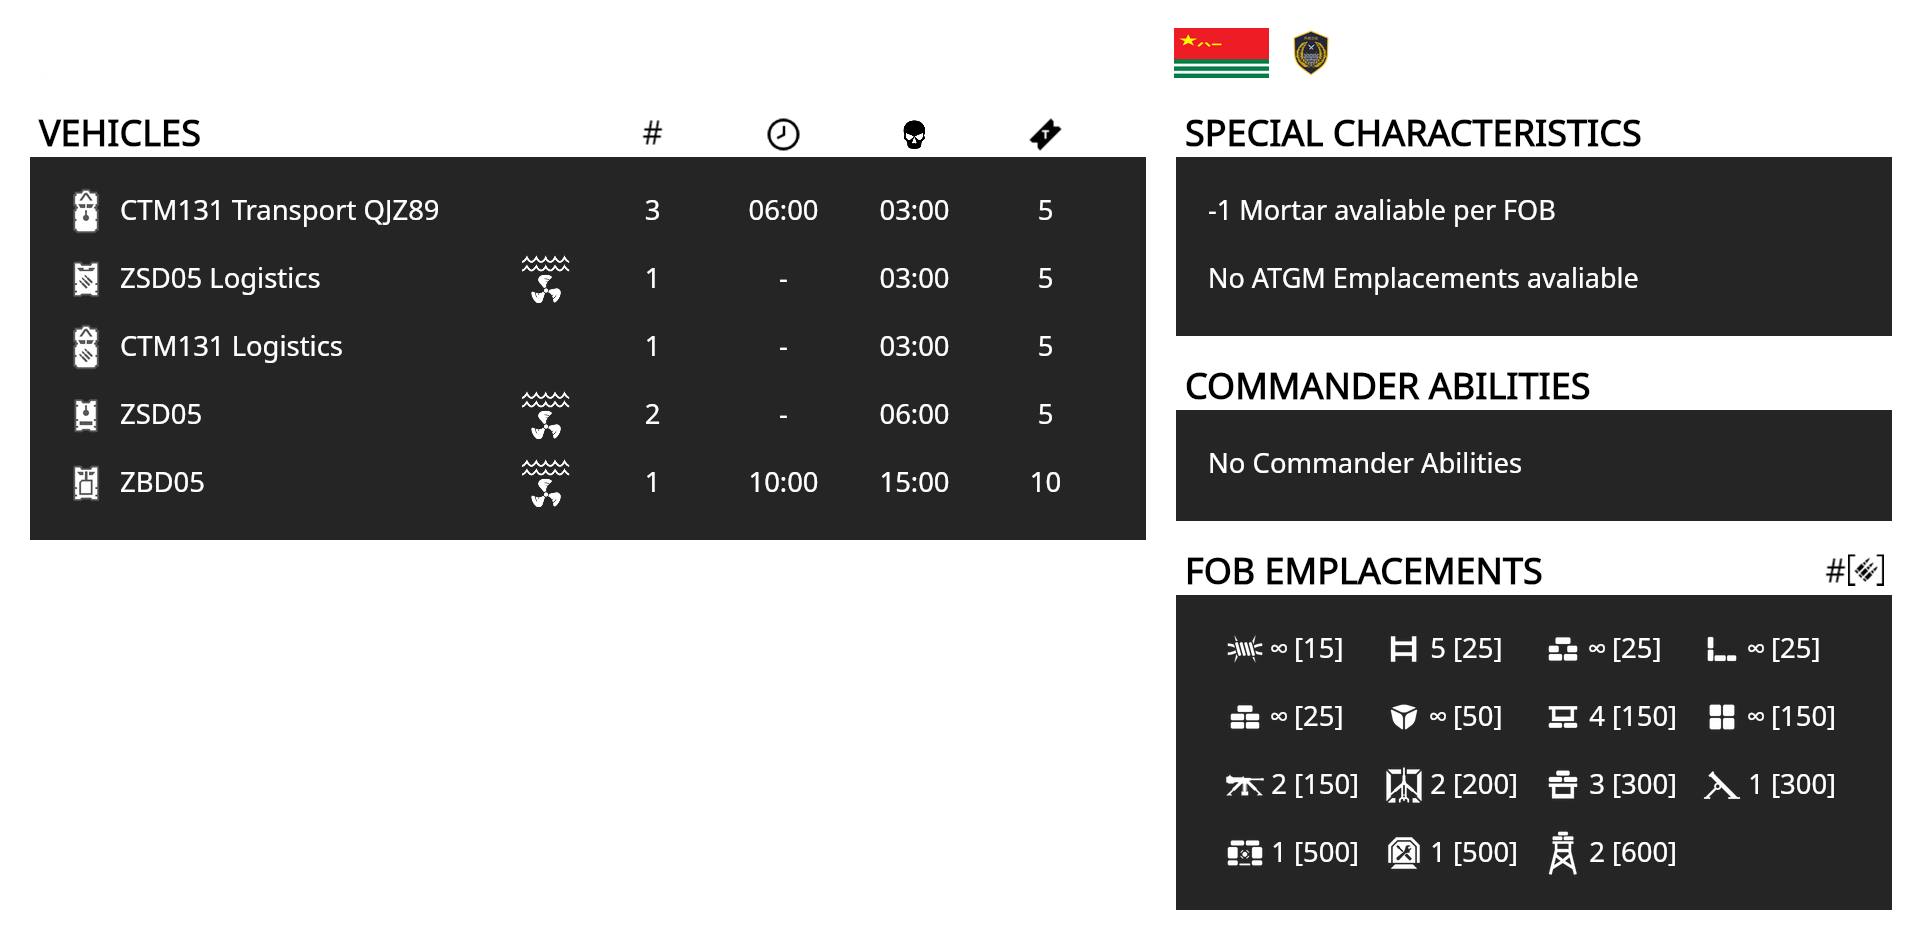 VEHICLES #
CTM131 Transport QJZ89 3 06:00 03:00 5
ZSD05 Logistics 1 - 03:00 5
CTM131 Logistics 1 - 03:00 5
ZSD05 2 - 06:00 5
ZBD05 1 10:00 15:00 10
SPECIAL CHARACTERISTICS
-1 Mortar avaliable per FOB
No ATGM Emplacements avaliable
COMMANDER ABILITIES
No Commander Abilities
FOB EMPLACEMENTS #[ ]
∞ [15] 5 [25] ∞ [25] ∞ [25]
∞ [25] ∞ [50] 4 [150] ∞ [150]
2 [150] 2 [200] 3 [300] 1 [300]
1 [500] 1 [500] 2 [600]